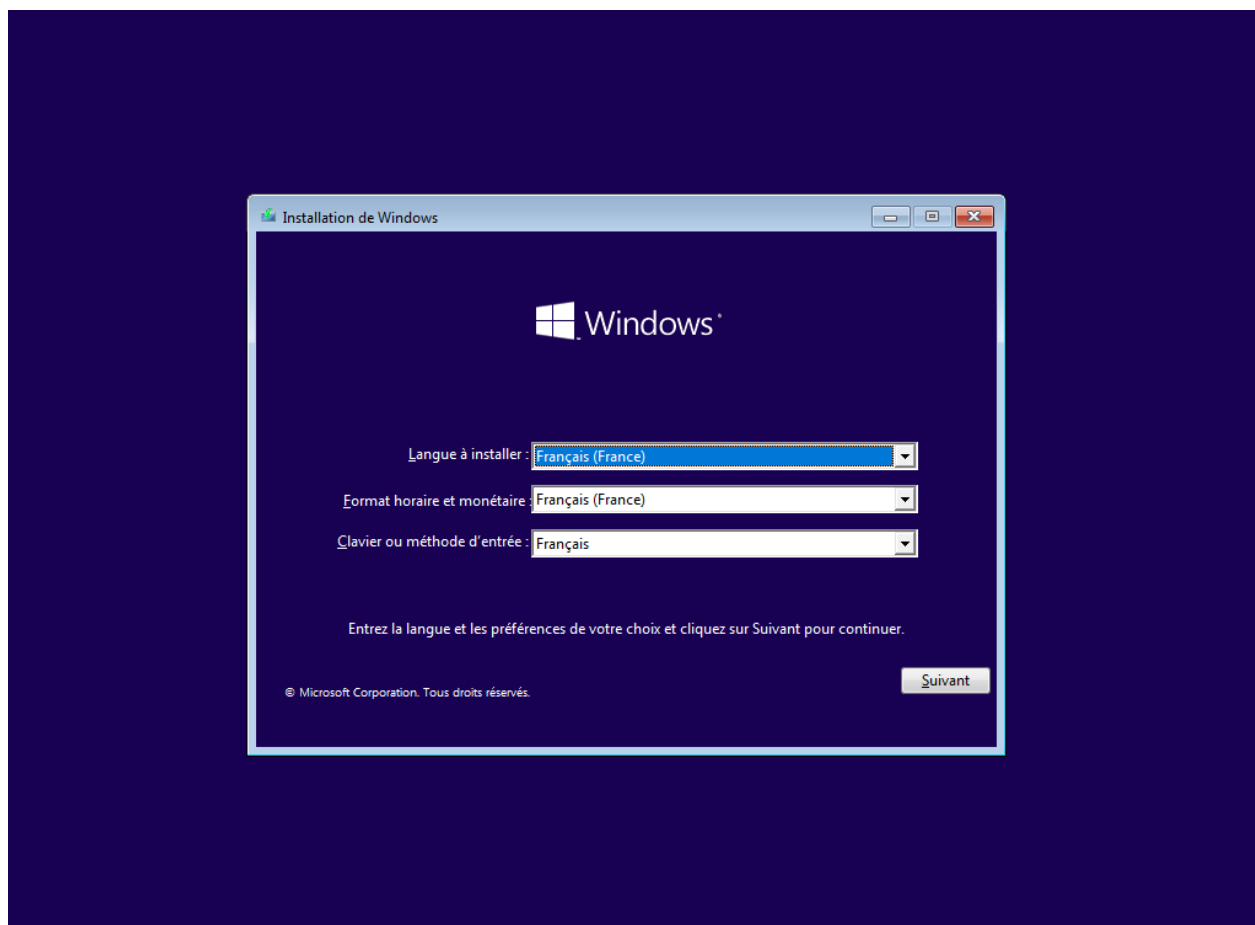 Installation de Windows
Windows
Langue à installer : Français (France)
Format horaire et monétaire : Français (France)
Clavier ou méthode d'entrée : Français
Entrez la langue et les préférences de votre choix et cliquez sur Suivant pour continuer.
Suivant
© Microsoft Corporation. Tous droits réservés.